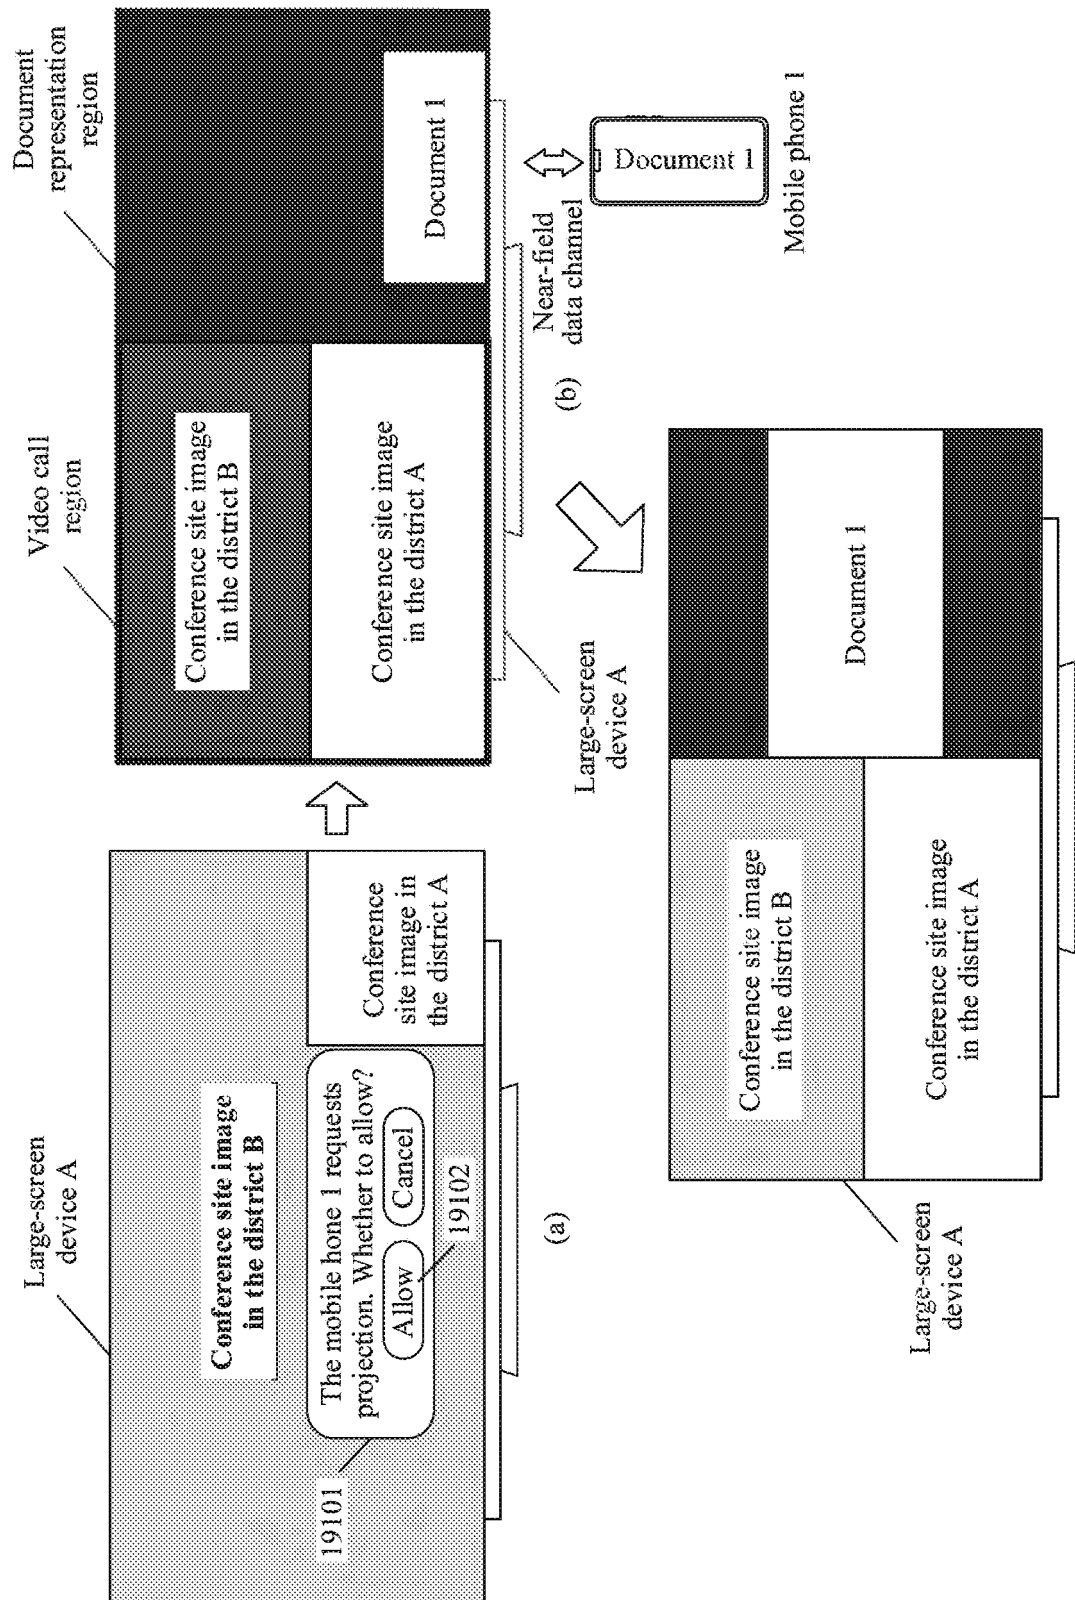 Large-screen
device A
Conference site image
in the district B
The mobile hone 1 requests
projection. Whether to allow?
Allow
Cancel
19101
19102
Conference
site image in
the district A
(a)
Video call
region
Document
representation
region
Conference site image
in the district B
Conference site image
in the district A
Document 1
Large-screen
device A
Near-field
data channel
Document 1
Mobile phone 1
(b)
Conference site image
in the district B
Conference site image
in the district A
Document 1
Large-screen
device A